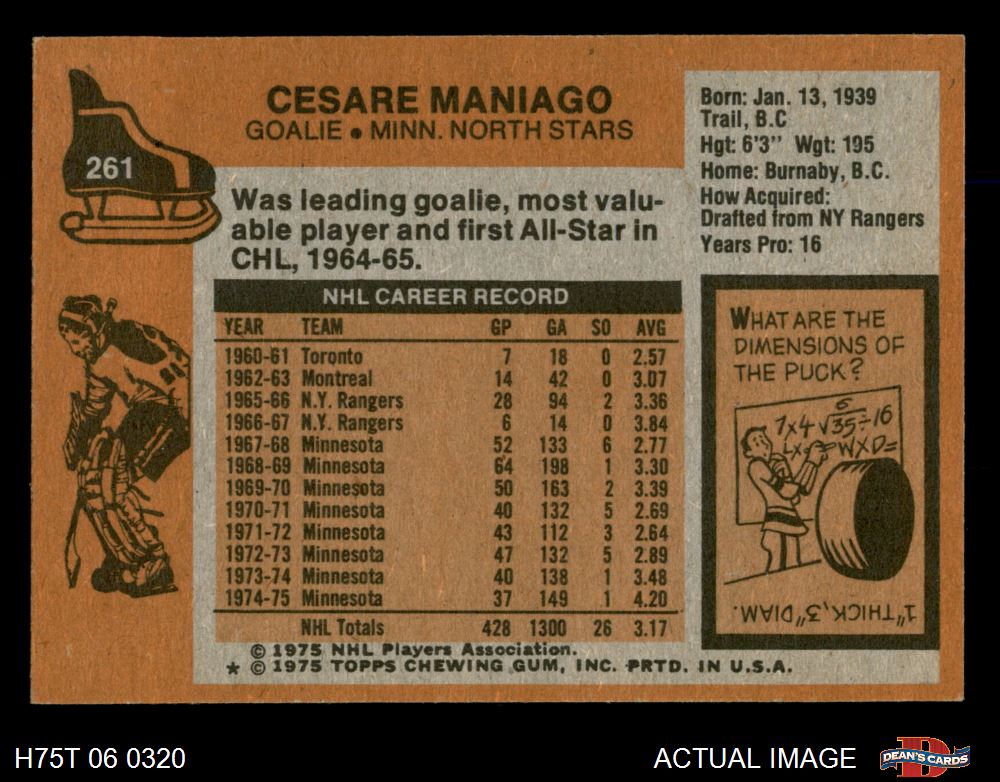 261
CESARE MANIAGO
GOALIE • MINN. NORTH STARS
Was leading goalie, most valu-
able player and first All-Star in
CHL, 1964-65.
Born: Jan. 13, 1939
Trail, B.C
Hgt: 6'3" Wgt: 195
Home: Burnaby, B.C.
How Acquired:
Drafted from NY Rangers
Years Pro: 16
NHL CAREER RECORD
YEAR TEAM GP GA SO AVG
1960-61 Toronto 7 18 0 2.57
1962-63 Montreal 14 42 0 3.07
1965-66 N.Y. Rangers 28 94 2 3.36
1966-67 N.Y. Rangers 6 14 0 3.84
1967-68 Minnesota 52 133 6 2.77
1968-69 Minnesota 64 198 1 3.30
1969-70 Minnesota 50 163 2 3.39
1970-71 Minnesota 40 132 5 2.69
1971-72 Minnesota 43 112 3 2.64
1972-73 Minnesota 47 132 5 2.89
1973-74 Minnesota 40 138 1 3.48
1974-75 Minnesota 37 149 1 4.20
NHL Totals 428 1300 26 3.17
© 1975 NHL Players Association.
* © 1975 TOPPS CHEWING GUM, INC. PRTD. IN U.S.A.
WHAT ARE THE
DIMENSIONS OF
THE PUCK?
6
7x4√35÷16
WXD=
1" THICK, 3" DIAM.
H75T 06 0320
ACTUAL IMAGE
DEAN'S CARDS